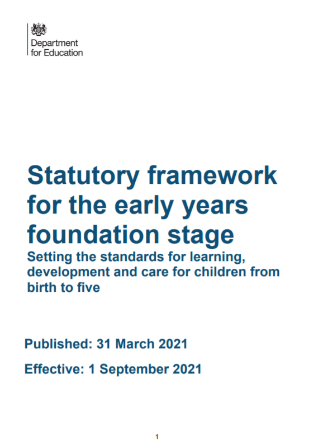 Department
for Education
Statutory framework
for the early years
foundation stage
Setting the standards for learning,
development and care for children from
birth to five
Published: 31 March 2021
Effective: 1 September 2021
1